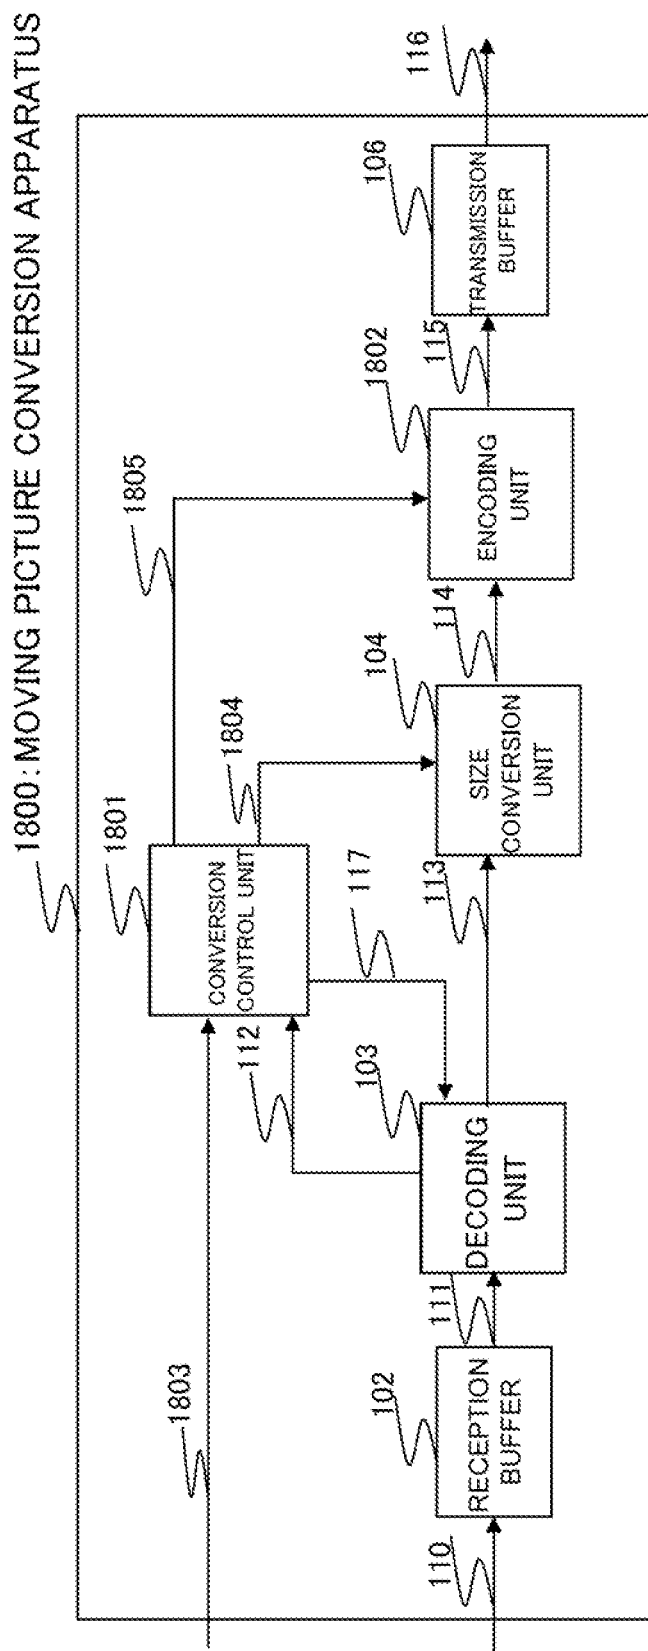 1800: MOVING PICTURE CONVERSION APPARATUS
1801
CONVERSION
CONTROL UNIT
1803
112
117
1804
1805
110
102
RECEPTION
BUFFER
111
103
DECODING
UNIT
113
104
SIZE
CONVERSION
UNIT
114
1802
ENCODING
UNIT
115
106
TRANSMISSION
BUFFER
116